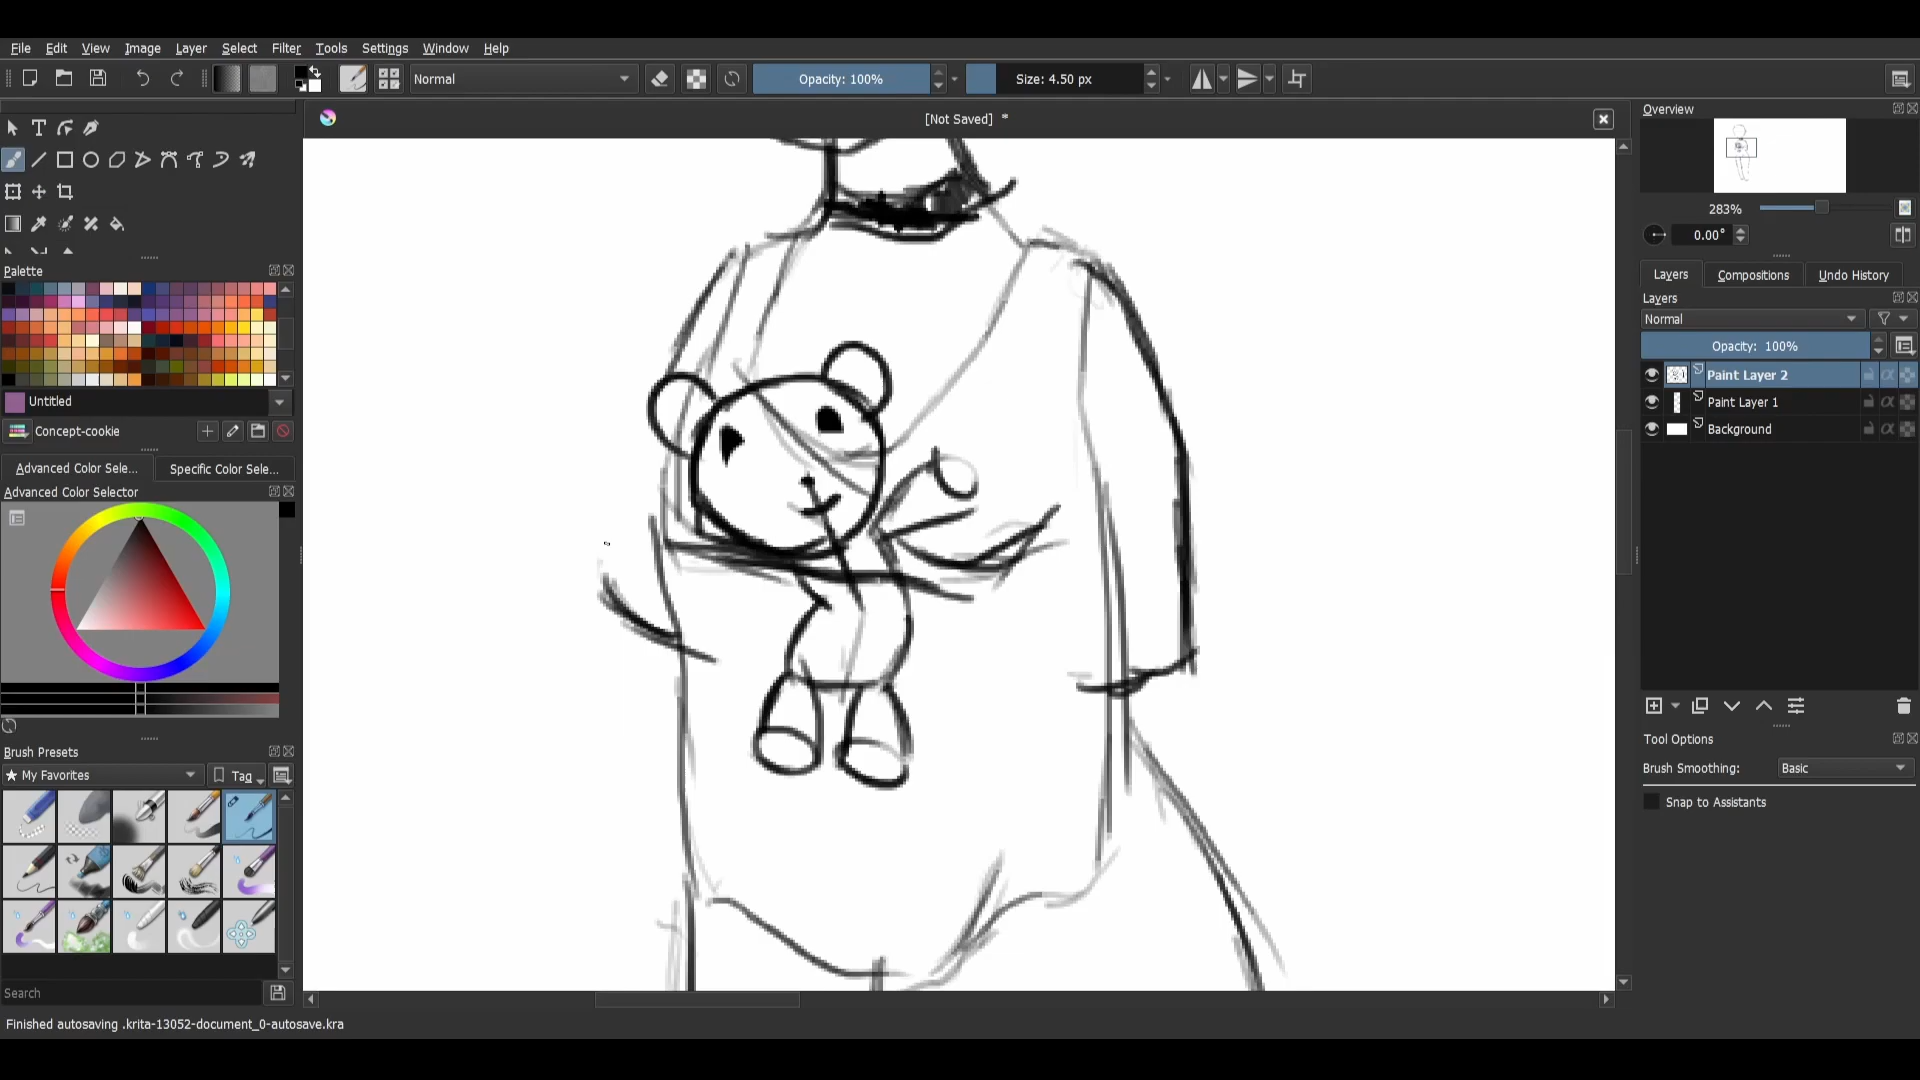 File Edit View Image Layer Select Filter Tools Settings Window Help
Normal Opacity: 100% Size: 4.50 px
[Not Saved] *
Overview
283%
0.00°
Palette
Layers Compositions Undo History
Layers
Normal
Opacity: 100%
Paint Layer 2
Paint Layer 1
Background
Untitled
Concept-cookie
Advanced Color Sele... Specific Color Sele...
Advanced Color Selector
Tool Options
Brush Smoothing: Basic
Snap to Assistants
Brush Presets
★ My Favorites Tag
Search
Finished autosaving .krita-13052-document_0-autosave.kra